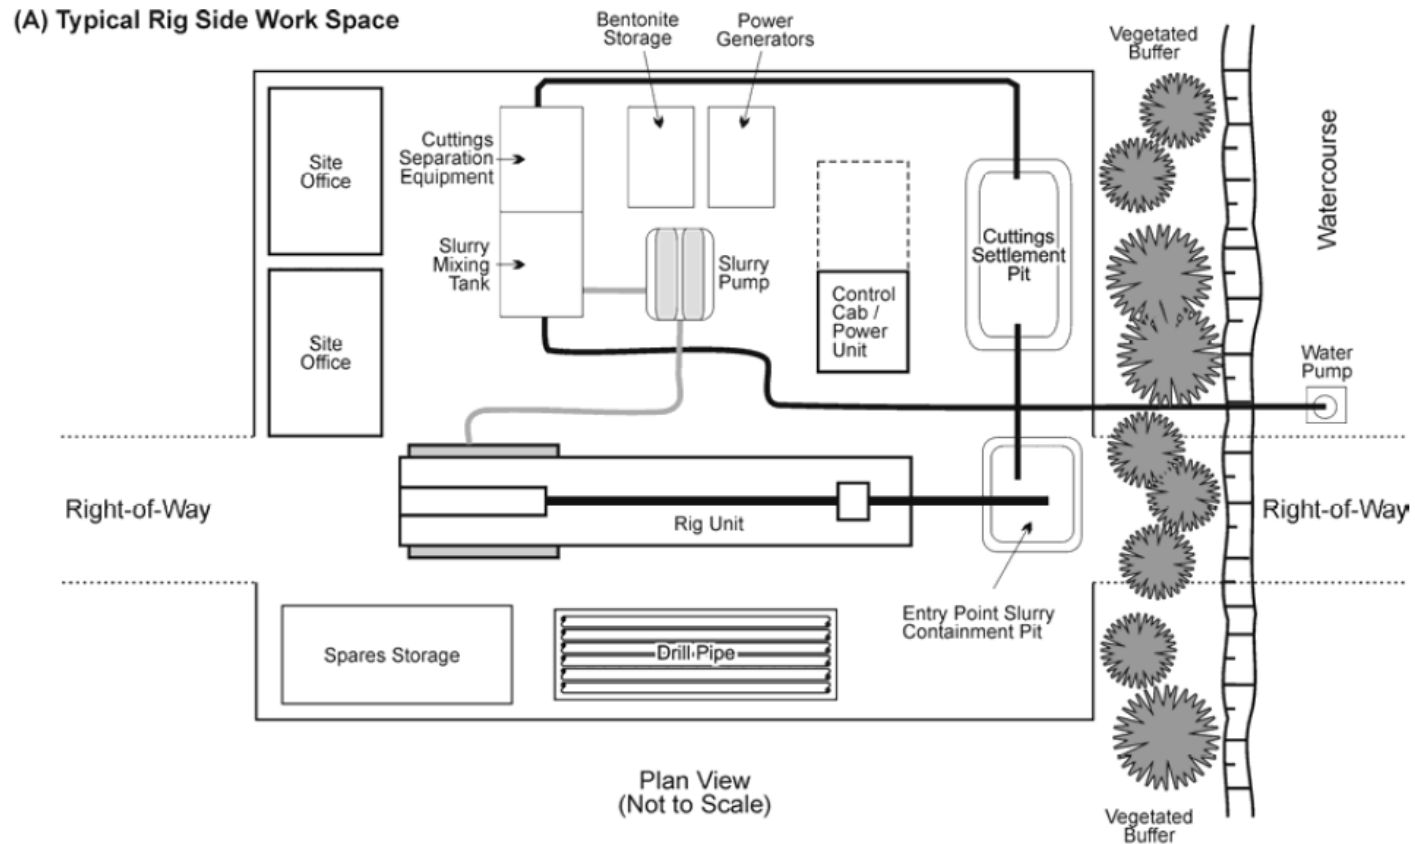 (A) Typical Rig Side Work Space
Bentonite
Storage
Power
Generators
Vegetated
Buffer
Site
Office
Cuttings
Separation
Equipment
Watercourse
Slurry
Mixing
Tank
Slurry
Pump
Cuttings
Settlement
Pit
Control
Cab /
Power
Unit
Site
Office
Water
Pump
Right-of-Way
Rig Unit
Right-of-Way
Entry Point Slurry
Containment Pit
Spares Storage
Drill Pipe
Plan View
(Not to Scale)
Vegetated
Buffer